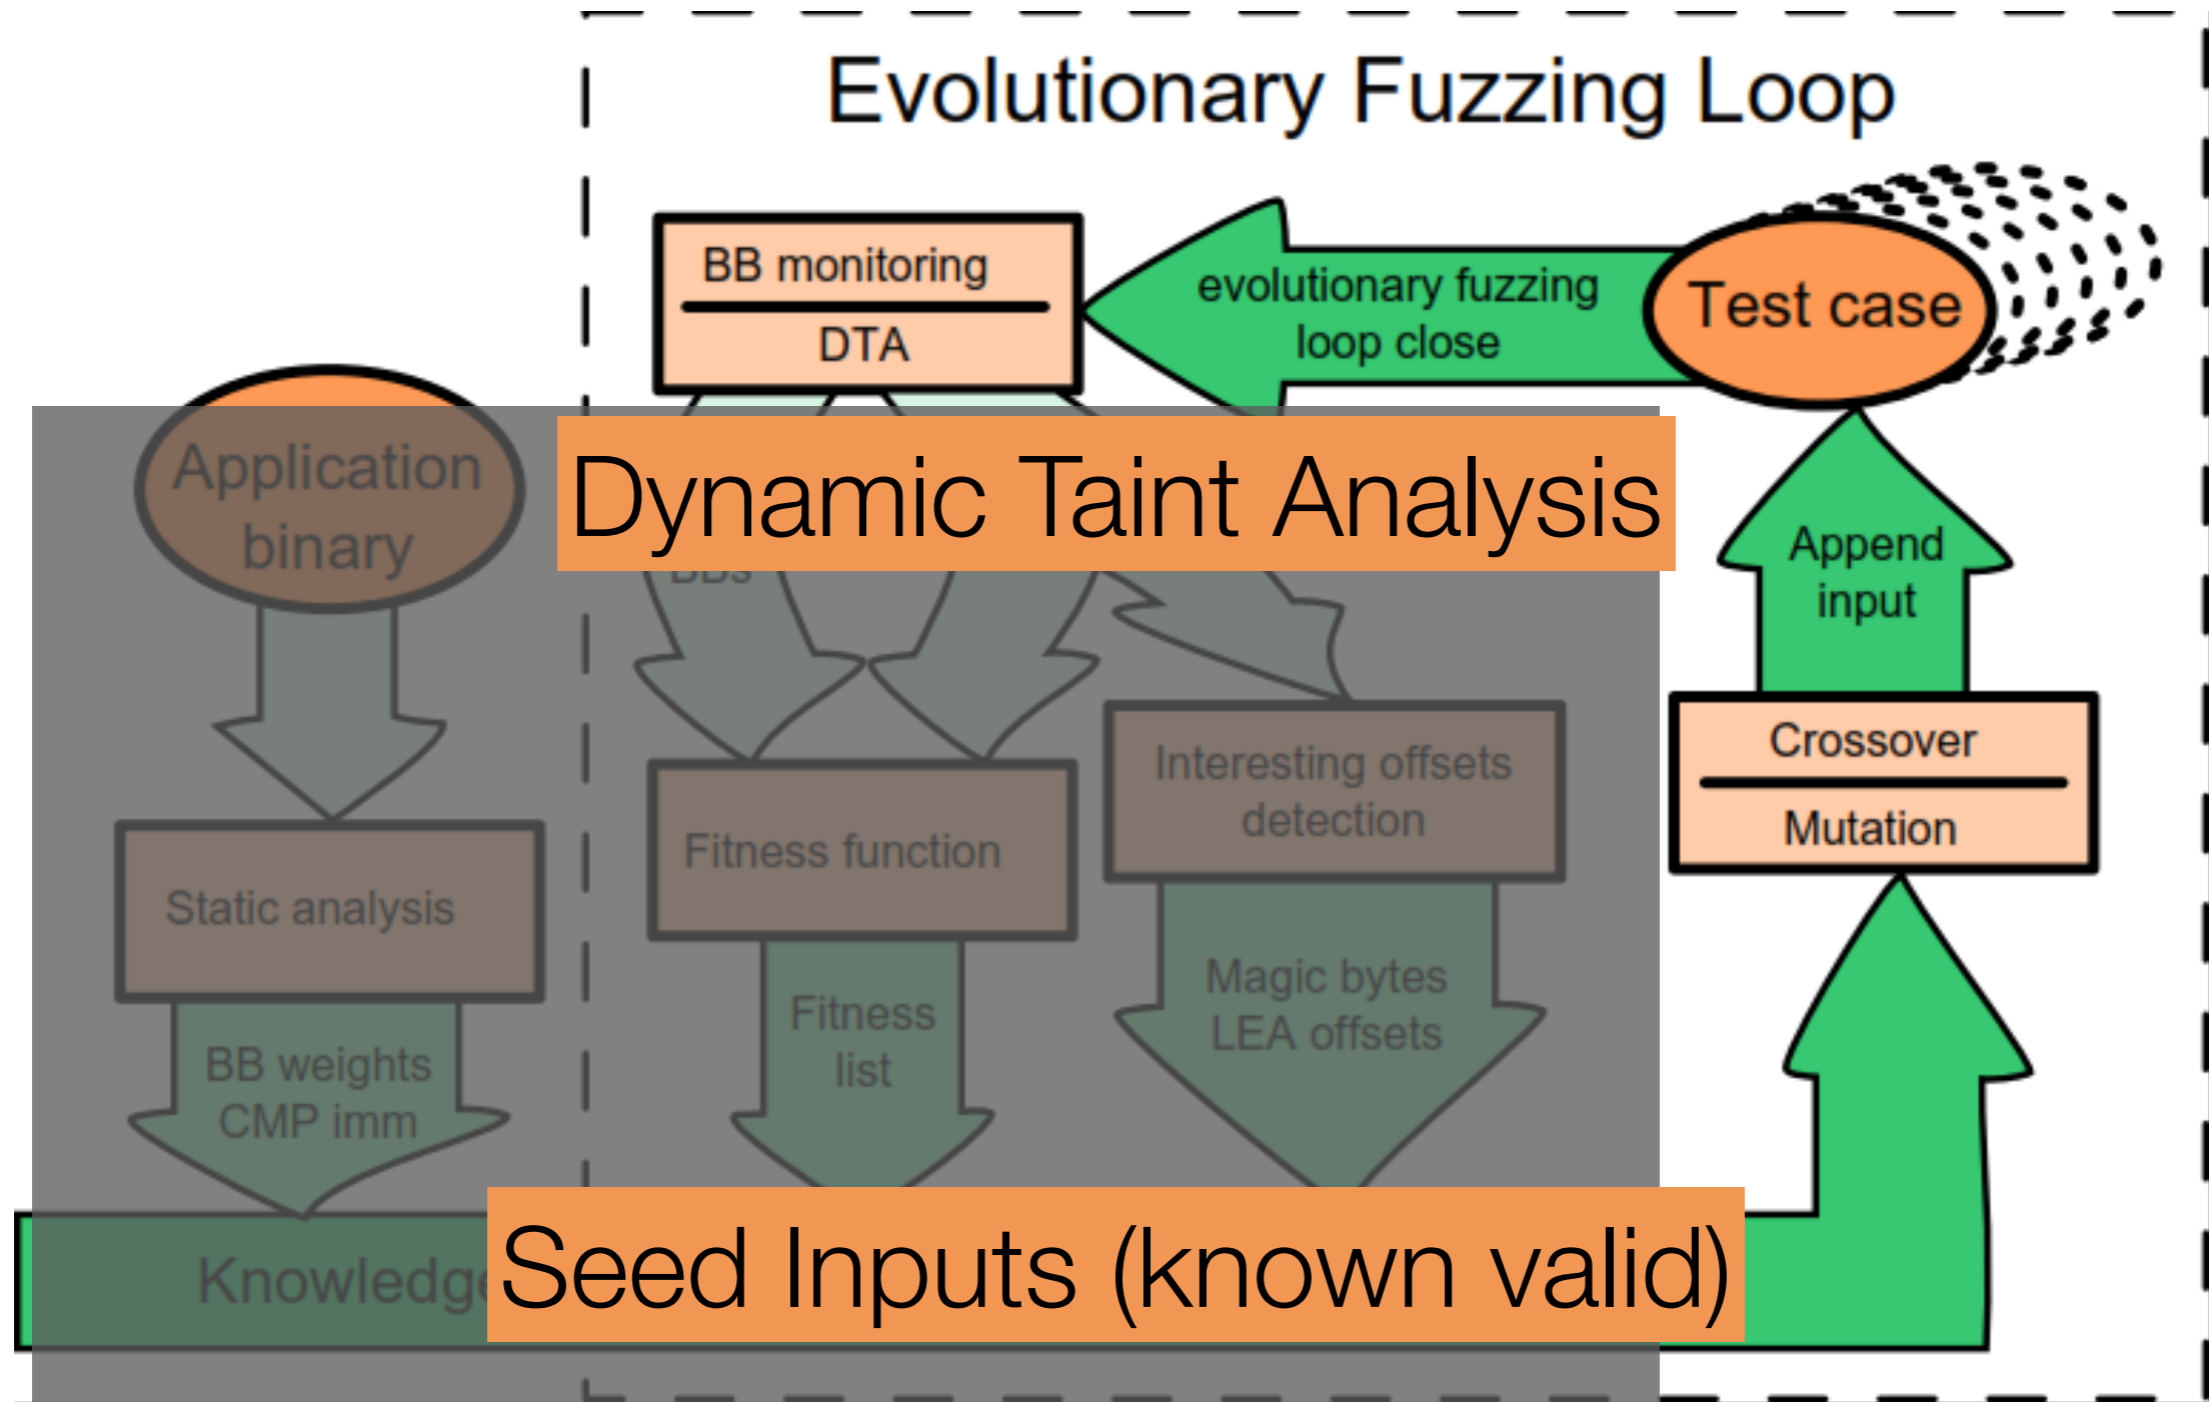 Evolutionary Fuzzing Loop
BB monitoring
DTA
evolutionary fuzzing
loop close
Test case
Application
binary
Dynamic Taint Analysis
BBs
Append
input
Crossover
Mutation
Interesting offsets
detection
Fitness function
Static analysis
Magic bytes
LEA offsets
Fitness
list
BB weights
CMP imm
Knowledge
Seed Inputs (known valid)